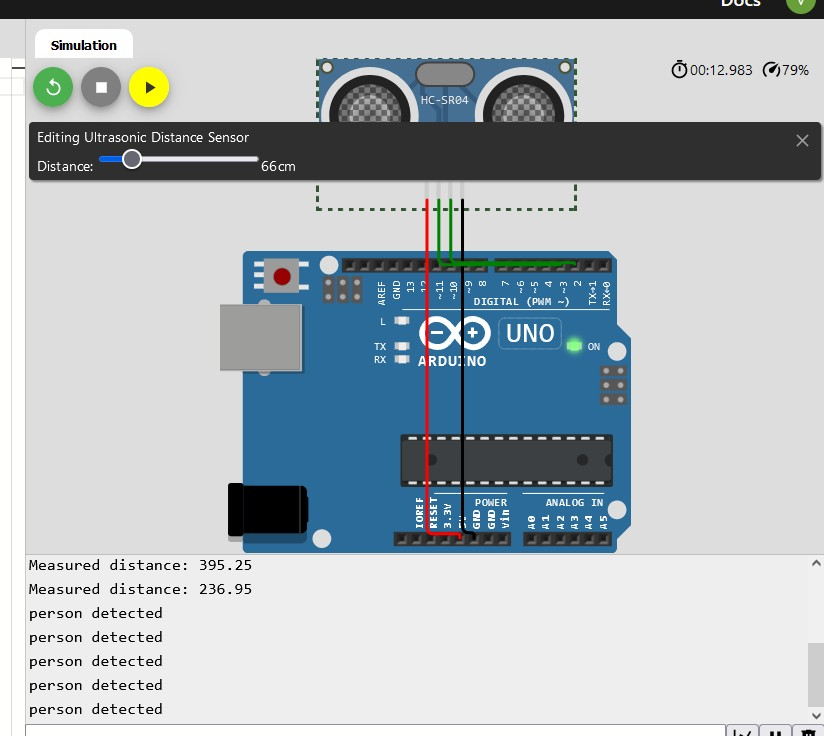 Docs
V
Simulation
00:12.983 79%
HC-SR04
Editing Ultrasonic Distance Sensor
Distance: 66cm
AREF GND 13 12 ~11 ~10 ~9 8 7 ~6 ~5 4 ~3 2 TX→1 RX←0
DIGITAL (PWM ~)
L
TX
RX
UNO
ON
ARDUINO
POWER
ANALOG IN
IOREF RESET 3.3V GND GND Vin A0 A1 A2 A3 A4 A5
Measured distance: 395.25
Measured distance: 236.95
person detected
person detected
person detected
person detected
person detected